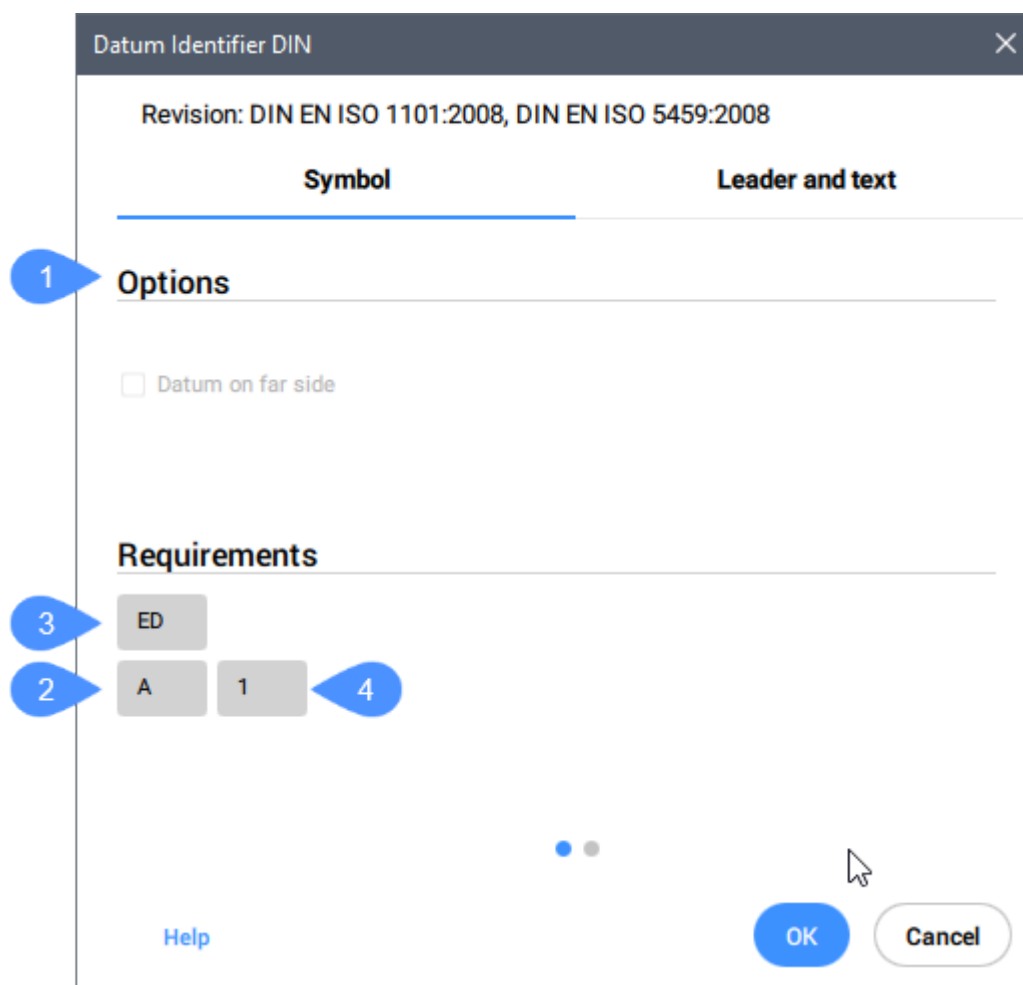 Datum Identifier DIN
Revision: DIN EN ISO 1101:2008, DIN EN ISO 5459:2008
Symbol Leader and text
1 Options
Datum on far side
Requirements
3 ED
2 A 1 4
Help OK Cancel